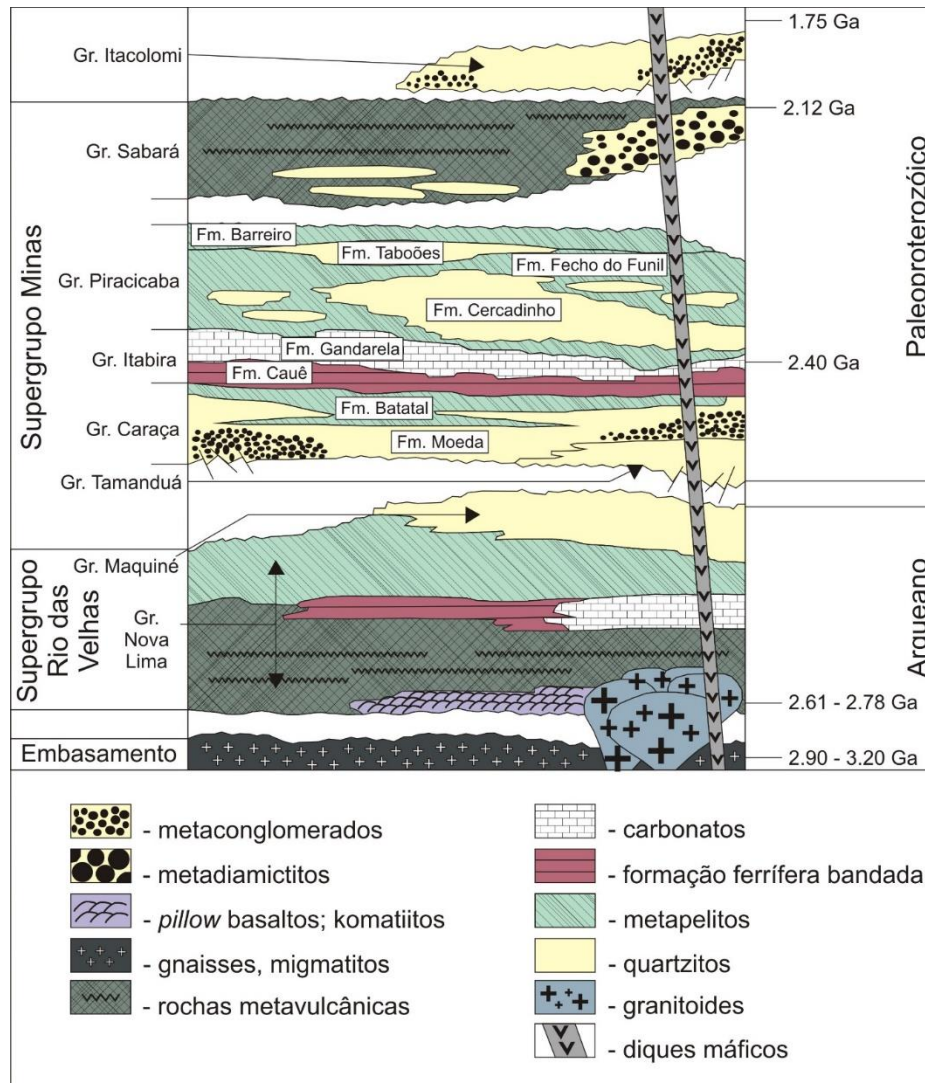 1.75 Ga
Gr. Itacolomi
2.12 Ga
Gr. Sabará
Fm. Barreiro
Fm. Taboões
Fm. Fecho do Funil
Gr. Piracicaba
Fm. Cercadinho
Fm. Gandarela
Gr. Itabira
2.40 Ga
Fm. Cauê
Fm. Batatal
Gr. Caraça
Fm. Moeda
Gr. Tamanduá
Supergrupo Minas
Paleoproterozóico
Gr. Maquiné
Supergrupo
Rio das
Velhas
Gr.
Nova
Lima
Arqueano
2.61 - 2.78 Ga
Embasamento
2.90 - 3.20 Ga
- metaconglomerados
- metadiamictitos
- pillow basaltos; komatiitos
- gnaisses, migmatitos
- rochas metavulcânicas
- carbonatos
- formação ferrífera bandada
- metapelitos
- quartzitos
- granitoides
- diques máficos